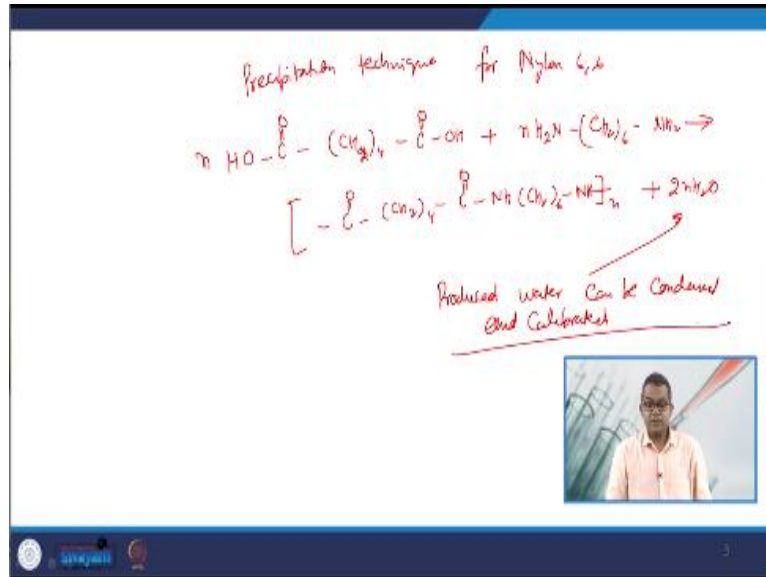 Precipitation technique for Nylon 6,6
O O
n HO - C - (CH2)4 - C - OH + n H2N - (CH2)6 - NH2 →
O O
[ - C - (CH2)4 - C - NH (CH2)6 - NH ]n + 2nH2O
Produced water Can be Condensed
and Calibrated
swayam
3